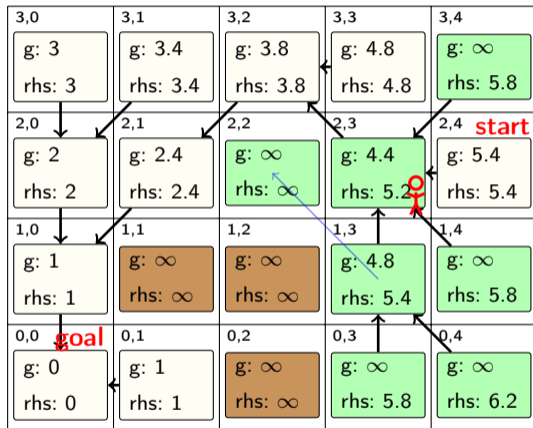 3,0 3,1 3,2 3,3 3,4
g: 3 g: 3.4 g: 3.8 g: 4.8 g: ∞
rhs: 3 rhs: 3.4 rhs: 3.8 rhs: 4.8 rhs: 5.8
2,0 2,1 2,2 2,3 2,4 start
g: 2 g: 2.4 g: ∞ g: 4.4 g: 5.4
rhs: 2 rhs: 2.4 rhs: ∞ rhs: 5.2 rhs: 5.4
1,0 1,1 1,2 1,3 1,4
g: 1 g: ∞ g: ∞ g: 4.8 g: ∞
rhs: 1 rhs: ∞ rhs: ∞ rhs: 5.4 rhs: 5.8
0,0 goal 0,1 0,2 0,3 0,4
g: 0 g: 1 g: ∞ g: ∞ g: ∞
rhs: 0 rhs: 1 rhs: ∞ rhs: 5.8 rhs: 6.2